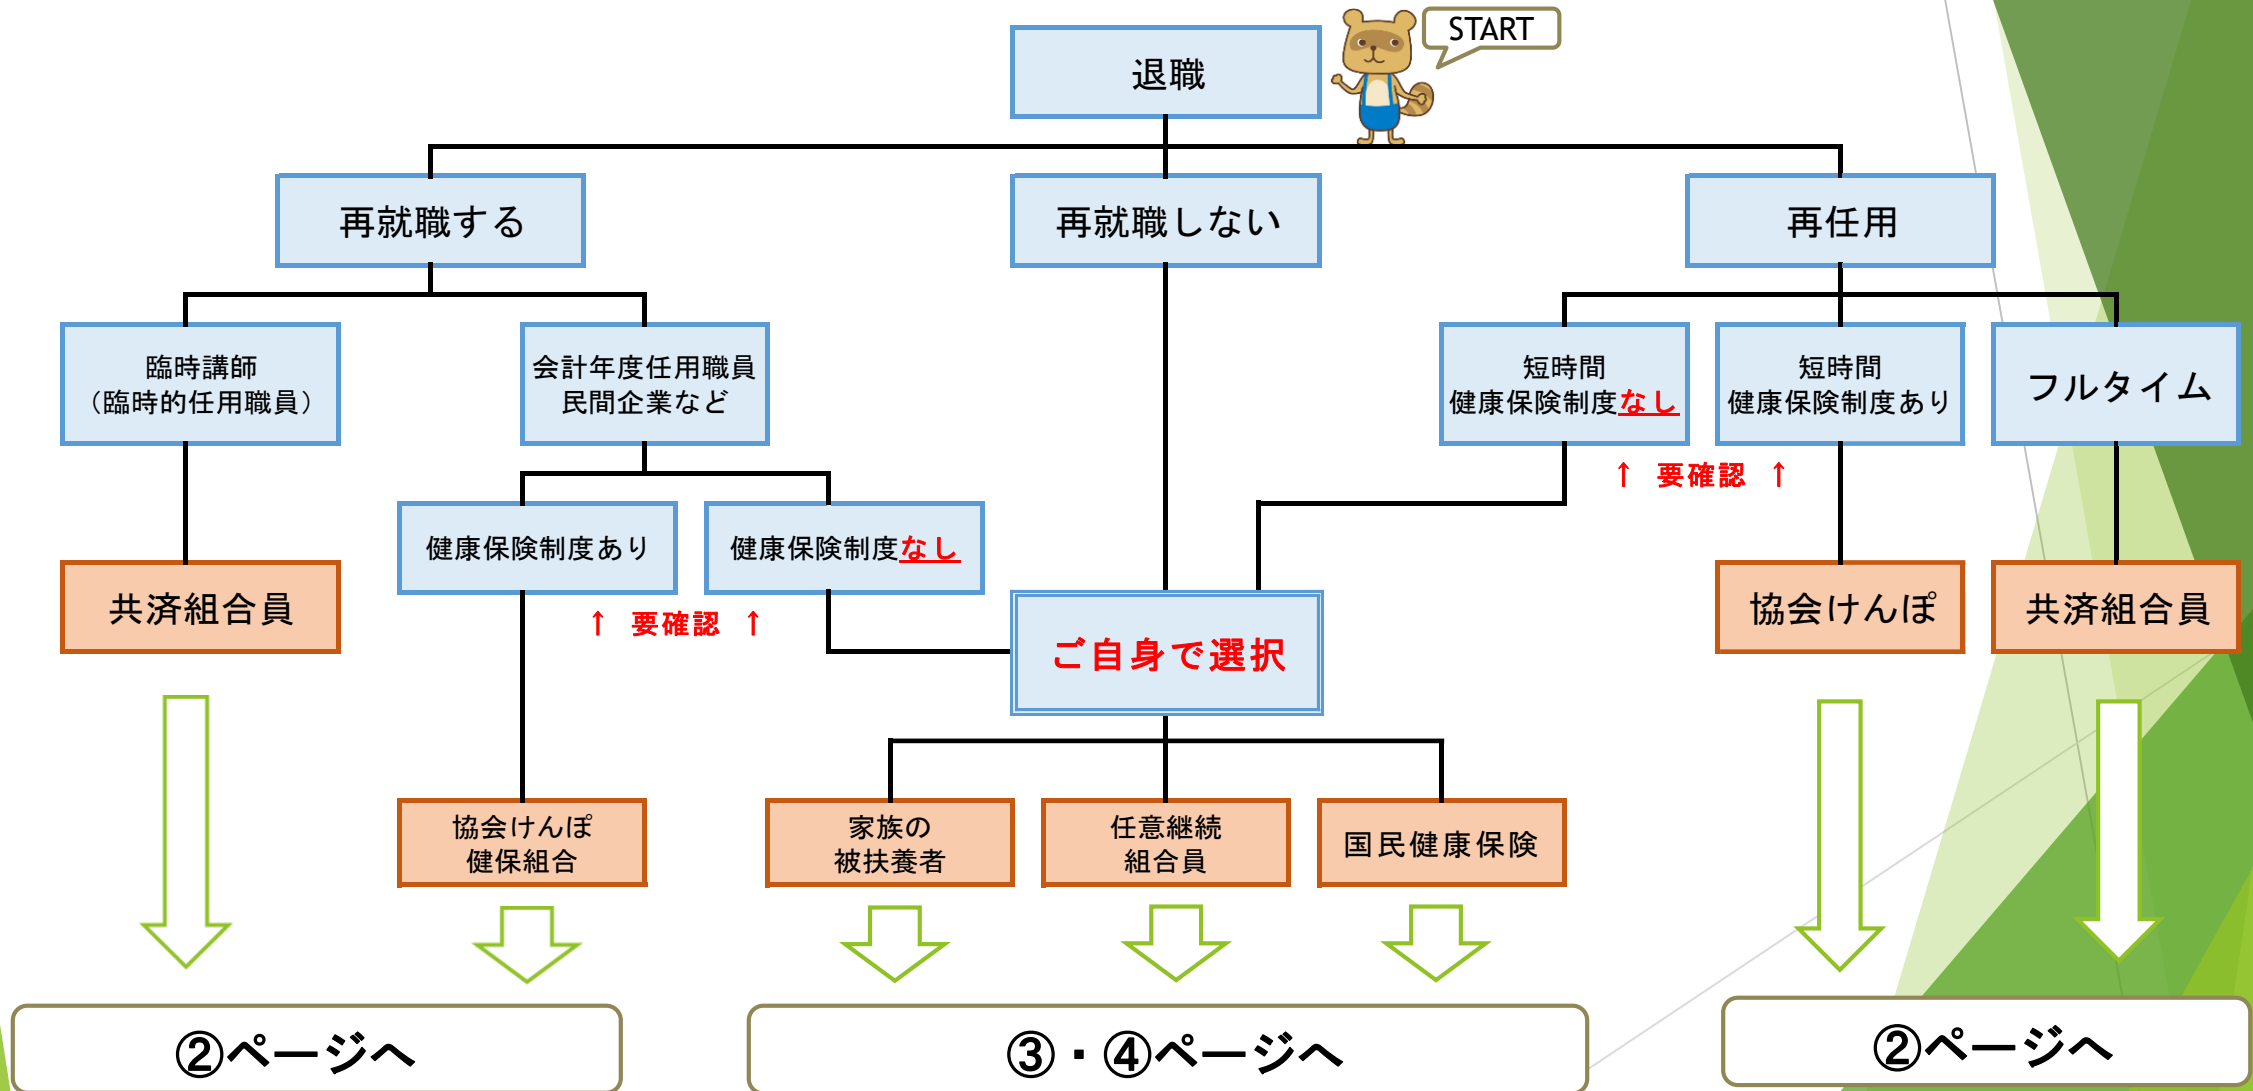 START
退職
再就職する
再就職しない
再任用
臨時講師
（臨時的任用職員）
会計年度任用職員
民間企業など
短時間
健康保険制度なし
短時間
健康保険制度あり
フルタイム
↑ 要確認 ↑
健康保険制度あり
健康保険制度なし
↑ 要確認 ↑
共済組合員
ご自身で選択
協会けんぽ
共済組合員
協会けんぽ
健保組合
家族の
被扶養者
任意継続
組合員
国民健康保険
②ページへ
③・④ページへ
②ページへ